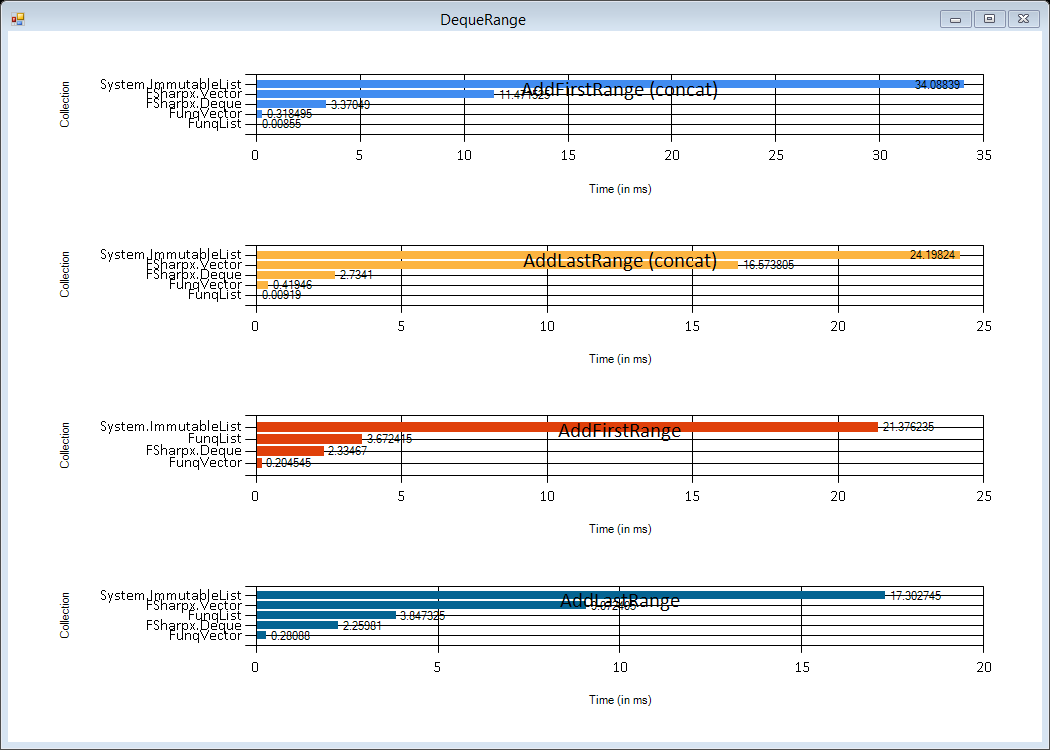 DequeRange
AddFirstRange (concat)
Collection
System.ImmutableList 34.08839
FSharpx.Vector 11.471525
FSharpx.Deque 3.37049
FunqVector 0.318495
FunqList 0.00855
0 5 10 15 20 25 30 35
Time (in ms)
AddLastRange (concat)
Collection
System.ImmutableList 24.19824
FSharpx.Vector 16.573805
FSharpx.Deque 2.7341
FunqVector 0.41946
FunqList 0.00919
0 5 10 15 20 25
Time (in ms)
AddFirstRange
Collection
System.ImmutableList 21.376235
FunqList 3.672415
FSharpx.Deque 2.33467
FunqVector 0.204545
0 5 10 15 20 25
Time (in ms)
AddLastRange
Collection
System.ImmutableList 17.302745
FSharpx.Vector
FunqList 3.847325
FSharpx.Deque 2.25981
FunqVector 0.28088
0 5 10 15 20
Time (in ms)